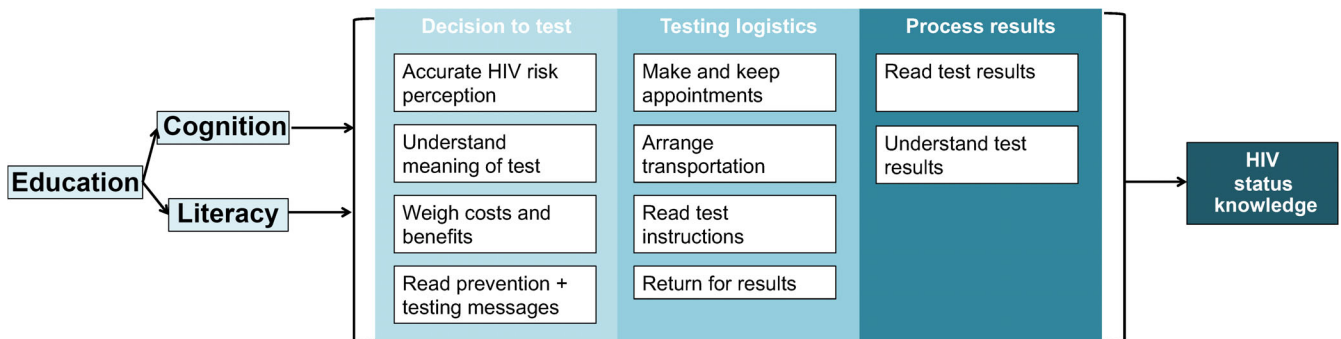 Education
Cognition
Literacy
Decision to test
Accurate HIV risk
perception
Understand
meaning of test
Weigh costs and
benefits
Read prevention +
testing messages
Testing logistics
Make and keep
appointments
Arrange
transportation
Read test
instructions
Return for results
Process results
Read test results
Understand test
results
HIV
status
knowledge